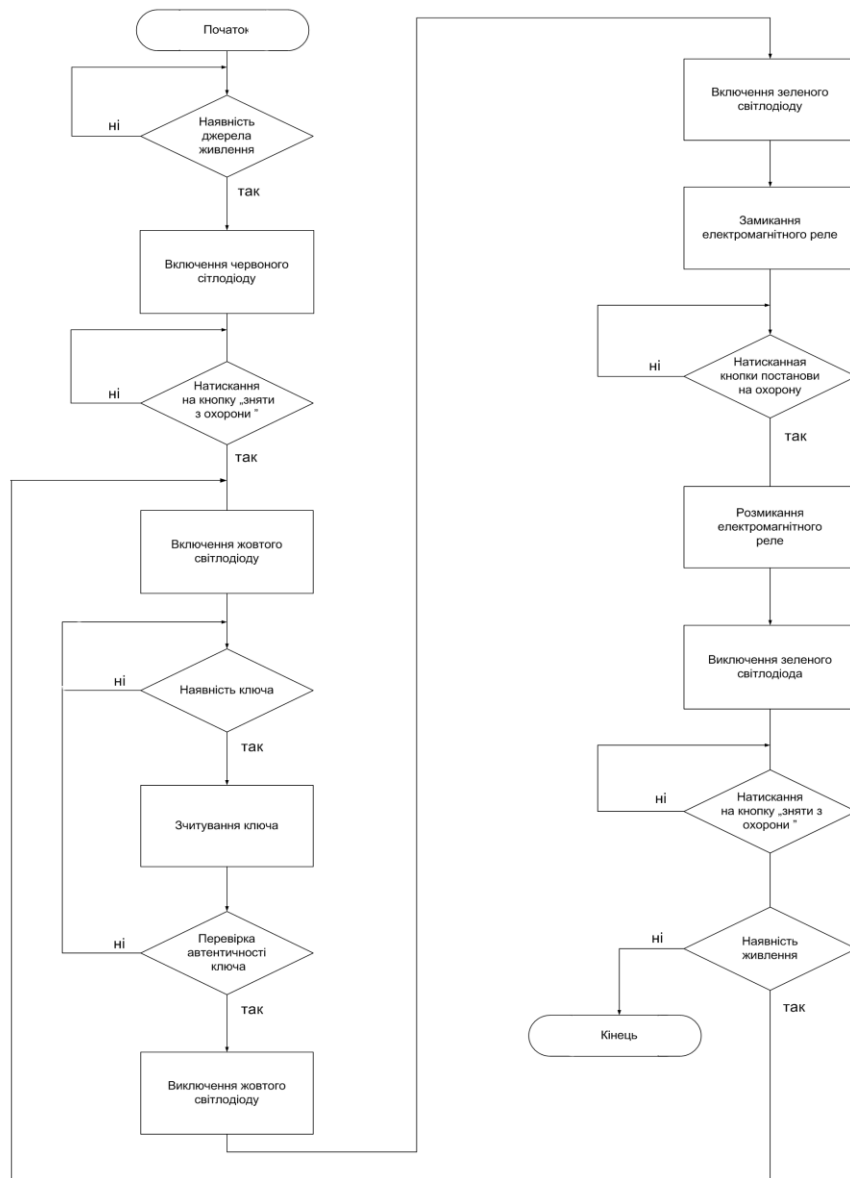 Початок
Наявність
джерела
живлення
ні
так
Включення червоного
сітлодіоду
Натискання
на кнопку „зняти
з охорони “
ні
так
Включення жовтого
світлодіоду
Наявність ключа
ні
так
Зчитування ключа
Перевірка
автентичності
ключа
ні
так
Виключення жовтого
світлодіоду
Включення зеленого
світлодіоду
Замикання
електромагнітного реле
Натисканная
кнопки постанови
на охорону
ні
так
Розмикання
електромагнітного
реле
Виключення зеленого
світлодіода
Натискання
на кнопку „зняти з
охорони “
ні
Наявність
живлення
ні
так
Кінець